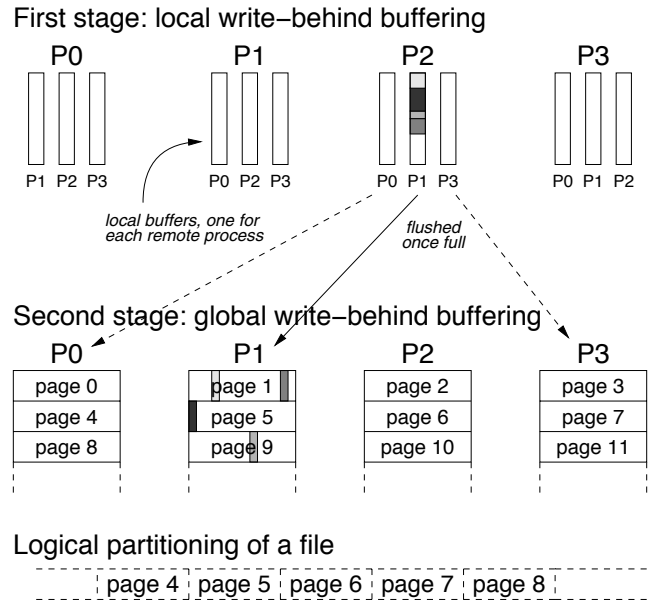 First stage: local write−behind buffering
P0 P1 P2 P3
P1 P2 P3 P0 P2 P3 P0 P1 P3 P0 P1 P2
local buffers, one for
each remote process
flushed
once full
Second stage: global write−behind buffering
P0 P1 P2 P3
page 0 page 1 page 2 page 3
page 4 page 5 page 6 page 7
page 8 page 9 page 10 page 11
Logical partitioning of a file
page 4 page 5 page 6 page 7 page 8